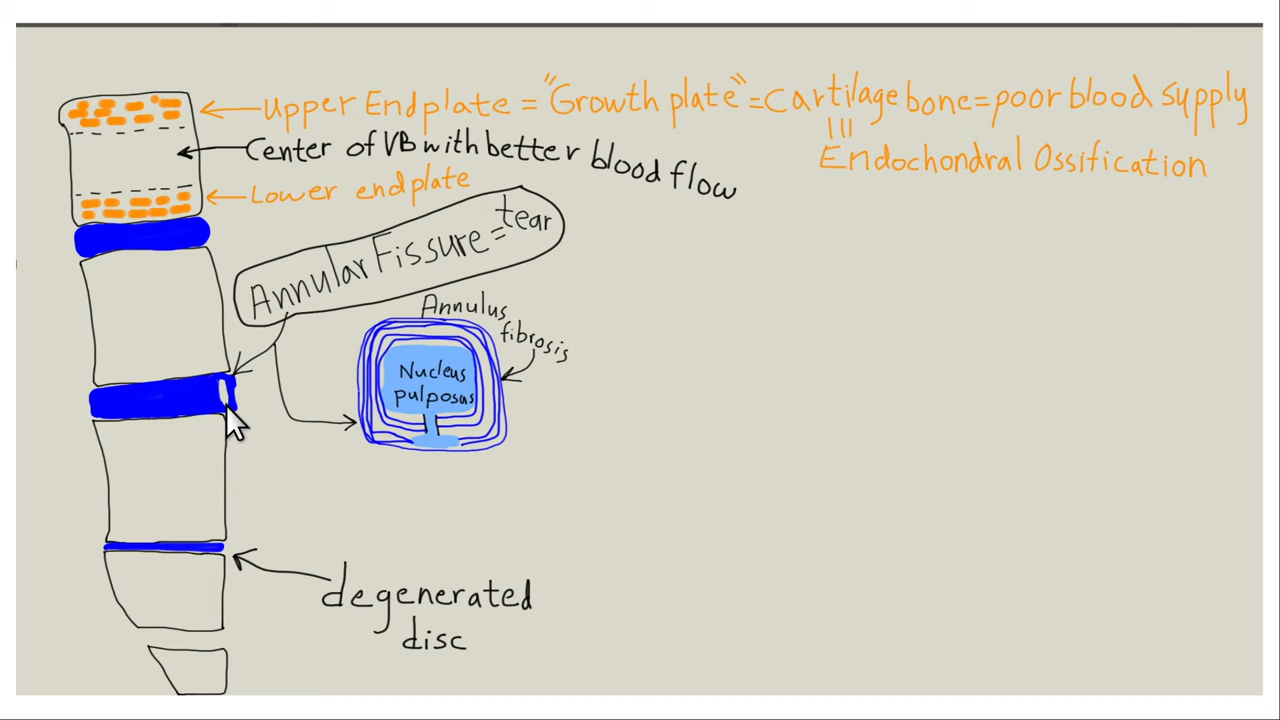 Upper Endplate = "Growth plate" = Cartilage bone = poor blood supply
III
Endochondral Ossification
Center of VB with better blood flow
Lower endplate
Annular Fissure = tear
Annulus
fibrosis
Nucleus
pulposus
degenerated
disc